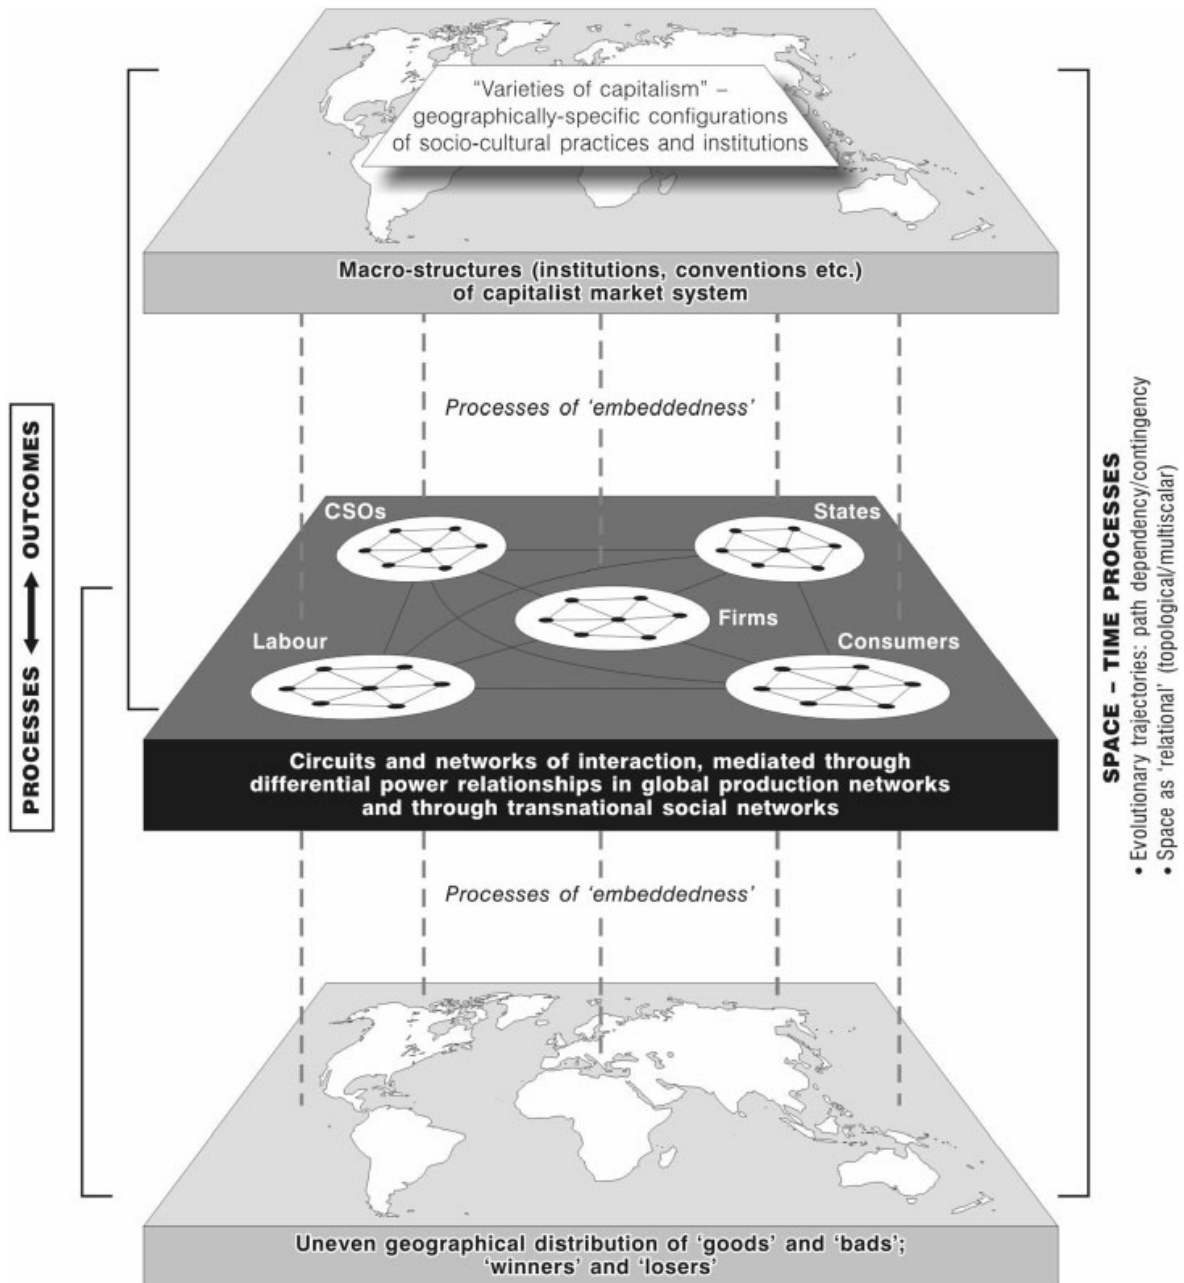 "Varieties of capitalism" –
geographically-specific configurations
of socio-cultural practices and institutions
Macro-structures (institutions, conventions etc.)
of capitalist market system
Processes of 'embeddedness'
PROCESSES ↔ OUTCOMES
CSOs
States
Firms
Labour
Consumers
Circuits and networks of interaction, mediated through
differential power relationships in global production networks
and through transnational social networks
Processes of 'embeddedness'
Uneven geographical distribution of 'goods' and 'bads';
'winners' and 'losers'
SPACE – TIME PROCESSES
• Evolutionary trajectories: path dependency/contingency
• Space as 'relational' (topological/multiscalar)